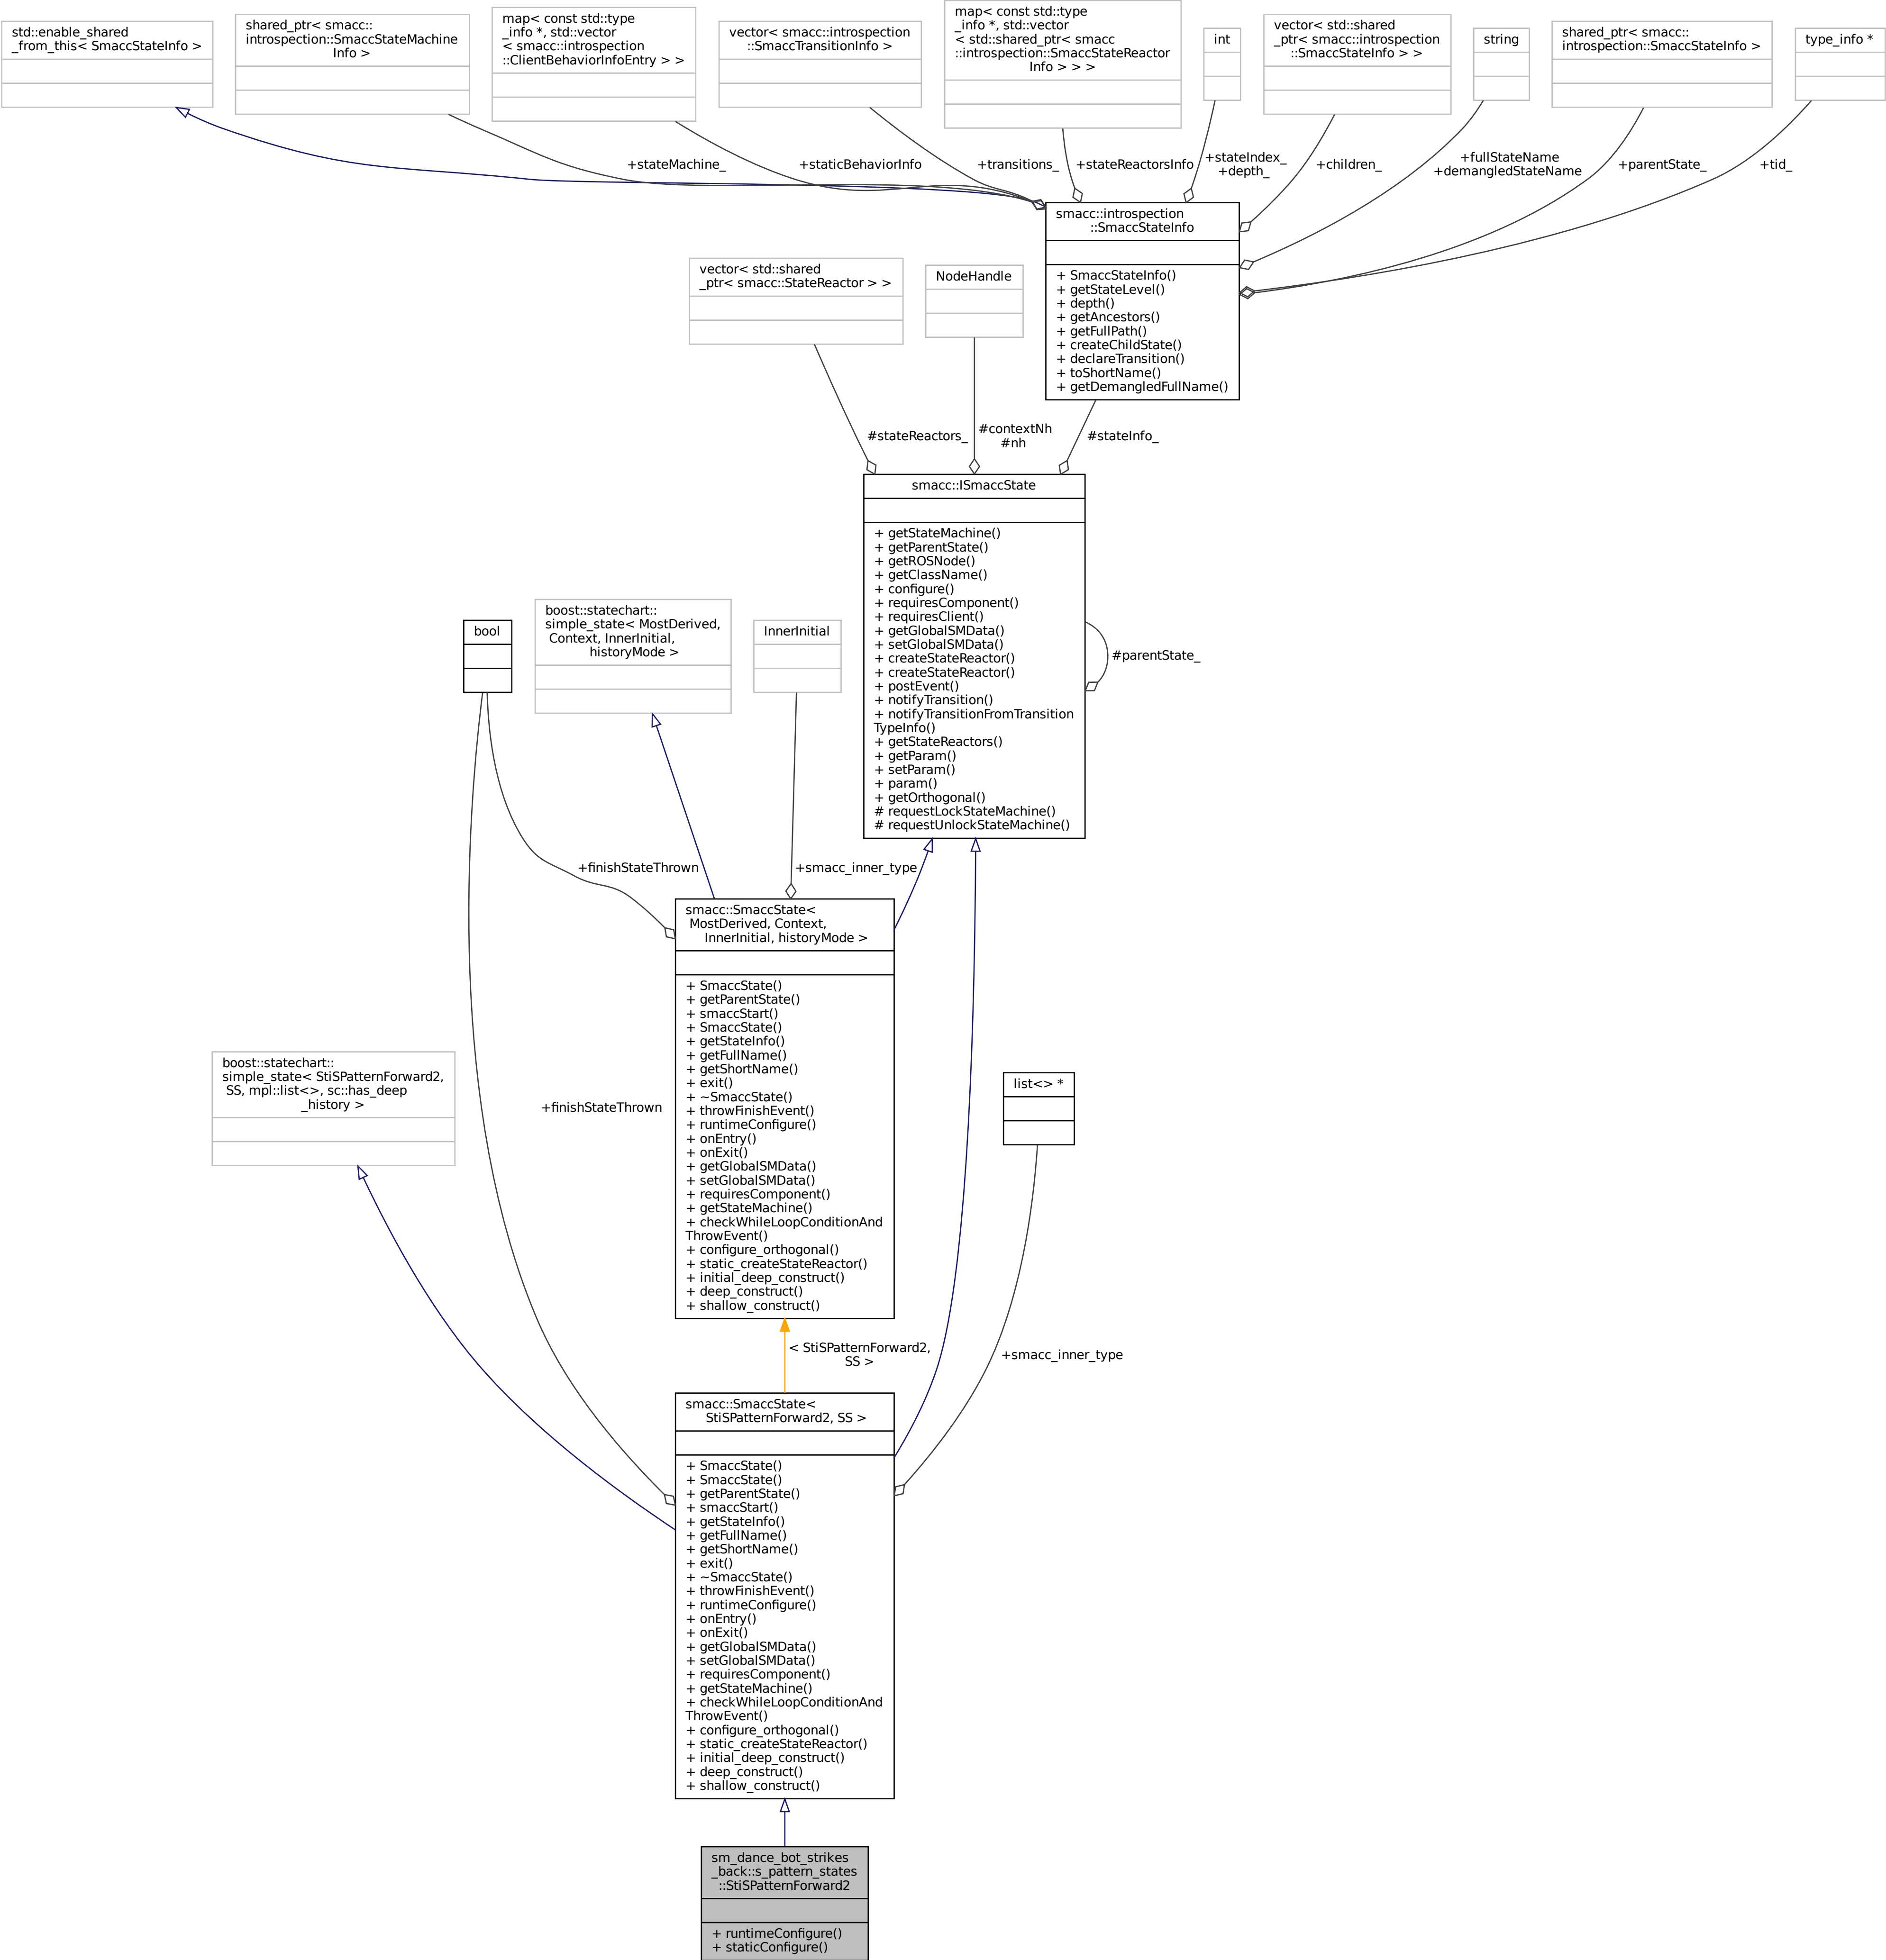 std::enable_shared
_from_this< SmaccStateInfo >
shared_ptr< smacc::
introspection::SmaccStateMachine
Info >
map< const std::type
_info *, std::vector
< smacc::introspection
::ClientBehaviorInfoEntry > >
vector< smacc::introspection
::SmaccTransitionInfo >
map< const std::type
_info *, std::vector
< std::shared_ptr< smacc
::introspection::SmaccStateReactor
Info > > >
int
vector< std::shared
_ptr< smacc::introspection
::SmaccStateInfo > >
string
shared_ptr< smacc::
introspection::SmaccStateInfo >
type_info *
+stateMachine_
+staticBehaviorInfo
+transitions_
+stateReactorsInfo
+stateIndex_
+depth_
+children_
+fullStateName
+demangledStateName
+parentState_
+tid_
smacc::introspection
::SmaccStateInfo
+ SmaccStateInfo()
+ getStateLevel()
+ depth()
+ getAncestors()
+ getFullPath()
+ createChildState()
+ declareTransition()
+ toShortName()
+ getDemangledFullName()
vector< std::shared
_ptr< smacc::StateReactor > >
NodeHandle
#stateReactors_
#contextNh
#nh
#stateInfo_
smacc::ISmaccState
+ getStateMachine()
+ getParentState()
+ getROSNode()
+ getClassName()
+ configure()
+ requiresComponent()
+ requiresClient()
+ getGlobalSMData()
+ setGlobalSMData()
+ createStateReactor()
+ createStateReactor()
+ postEvent()
+ notifyTransition()
+ notifyTransitionFromTransition
TypeInfo()
+ getStateReactors()
+ getParam()
+ setParam()
+ param()
+ getOrthogonal()
# requestLockStateMachine()
# requestUnlockStateMachine()
#parentState_
bool
boost::statechart::
simple_state< MostDerived,
Context, InnerInitial,
historyMode >
InnerInitial
+finishStateThrown
+smacc_inner_type
smacc::SmaccState<
MostDerived, Context,
InnerInitial, historyMode >
+ SmaccState()
+ getParentState()
+ smaccStart()
+ SmaccState()
+ getStateInfo()
+ getFullName()
+ getShortName()
+ exit()
+ ~SmaccState()
+ throwFinishEvent()
+ runtimeConfigure()
+ onEntry()
+ onExit()
+ getGlobalSMData()
+ setGlobalSMData()
+ requiresComponent()
+ getStateMachine()
+ checkWhileLoopConditionAnd
ThrowEvent()
+ configure_orthogonal()
+ static_createStateReactor()
+ initial_deep_construct()
+ deep_construct()
+ shallow_construct()
boost::statechart::
simple_state< StiSPatternForward2,
SS, mpl::list<>, sc::has_deep
_history >
+finishStateThrown
list<> *
< StiSPatternForward2,
SS >
+smacc_inner_type
smacc::SmaccState<
StiSPatternForward2, SS >
+ SmaccState()
+ SmaccState()
+ getParentState()
+ smaccStart()
+ getStateInfo()
+ getFullName()
+ getShortName()
+ exit()
+ ~SmaccState()
+ throwFinishEvent()
+ runtimeConfigure()
+ onEntry()
+ onExit()
+ getGlobalSMData()
+ setGlobalSMData()
+ requiresComponent()
+ getStateMachine()
+ checkWhileLoopConditionAnd
ThrowEvent()
+ configure_orthogonal()
+ static_createStateReactor()
+ initial_deep_construct()
+ deep_construct()
+ shallow_construct()
sm_dance_bot_strikes
_back::s_pattern_states
::StiSPatternForward2
+ runtimeConfigure()
+ staticConfigure()